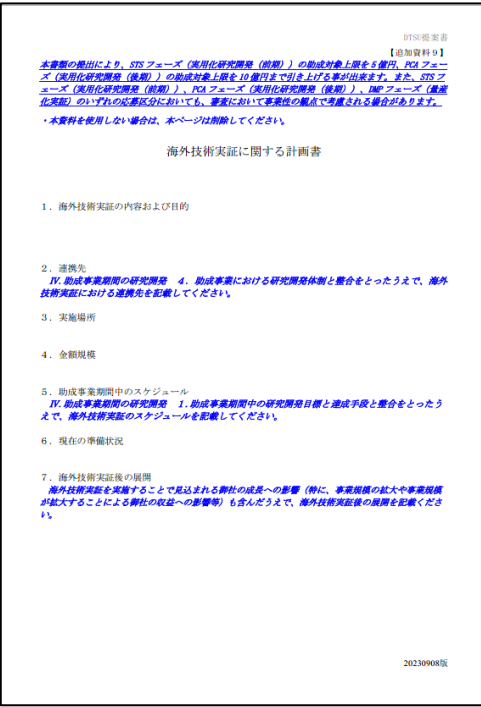 DTSU提案書
【追加資料9】
本書類の提出により、STSフェーズ（実用化研究開発（前期））の助成対象上限を5億円、PCAフェー
ズ（実用化研究開発（後期））の助成対象上限を10億円まで引き上げる事が出来ます。また、STSフ
ェーズ（実用化研究開発（前期））、PCAフェーズ（実用化研究開発（後期））、DMPフェーズ（量産
化実証）のいずれの応募区分においても、審査において事業性の観点で考慮される場合があります。
・本資料を使用しない場合は、本ページは削除してください。
海外技術実証に関する計画書
1．海外技術実証の内容および目的
2．連携先
Ⅳ.助成事業期間の研究開発　4．助成事業における研究開発体制と整合をとったうえで、海外
技術実証における連携先を記載してください。
3．実施場所
4．金額規模
5．助成事業期間中のスケジュール
Ⅳ.助成事業期間の研究開発　1.助成事業期間中の研究開発目標と達成手段と整合をとったう
えで、海外技術実証のスケジュールを記載してください。
6．現在の準備状況
7．海外技術実証後の展開
海外技術実証を実施することで見込まれる御社の成長への影響（特に、事業規模の拡大や事業規模
が拡大することによる御社の収益への影響等）も含んだうえで、海外技術実証後の展開を記載くださ
い。
20230908版